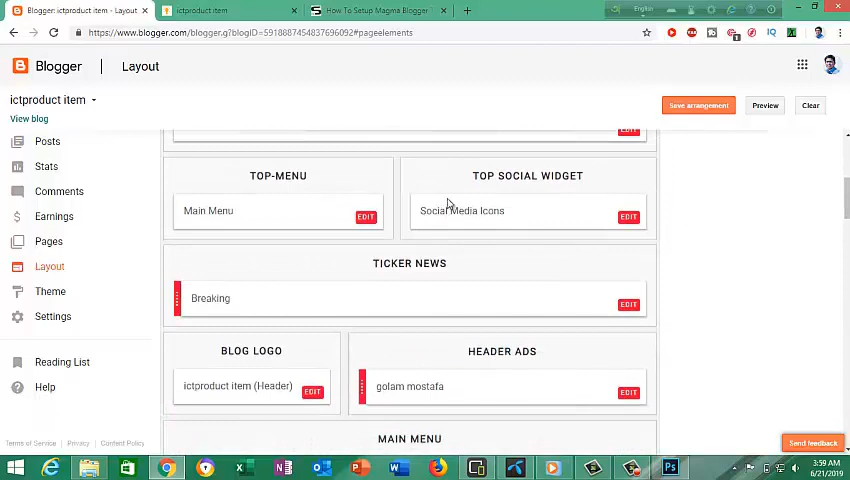 Blogger: ictproduct item - Layout
ictproduct item
How To Setup Magma Blogger
English
https://www.blogger.com/blogger.g?blogID=5918887454837696092#pageelements
Blogger
Layout
ictproduct item
View blog
Save arrangement
Preview
Clear
Posts
Stats
Comments
Earnings
Pages
Layout
Theme
Settings
Reading List
Help
Terms of Service | Privacy | Content Policy
EDIT
TOP-MENU
Main Menu
EDIT
TOP SOCIAL WIDGET
Social Media Icons
EDIT
TICKER NEWS
Breaking
EDIT
BLOG LOGO
ictproduct item (Header)
EDIT
HEADER ADS
golam mostafa
EDIT
MAIN MENU
Send feedback
3:59 AM
6/21/2019